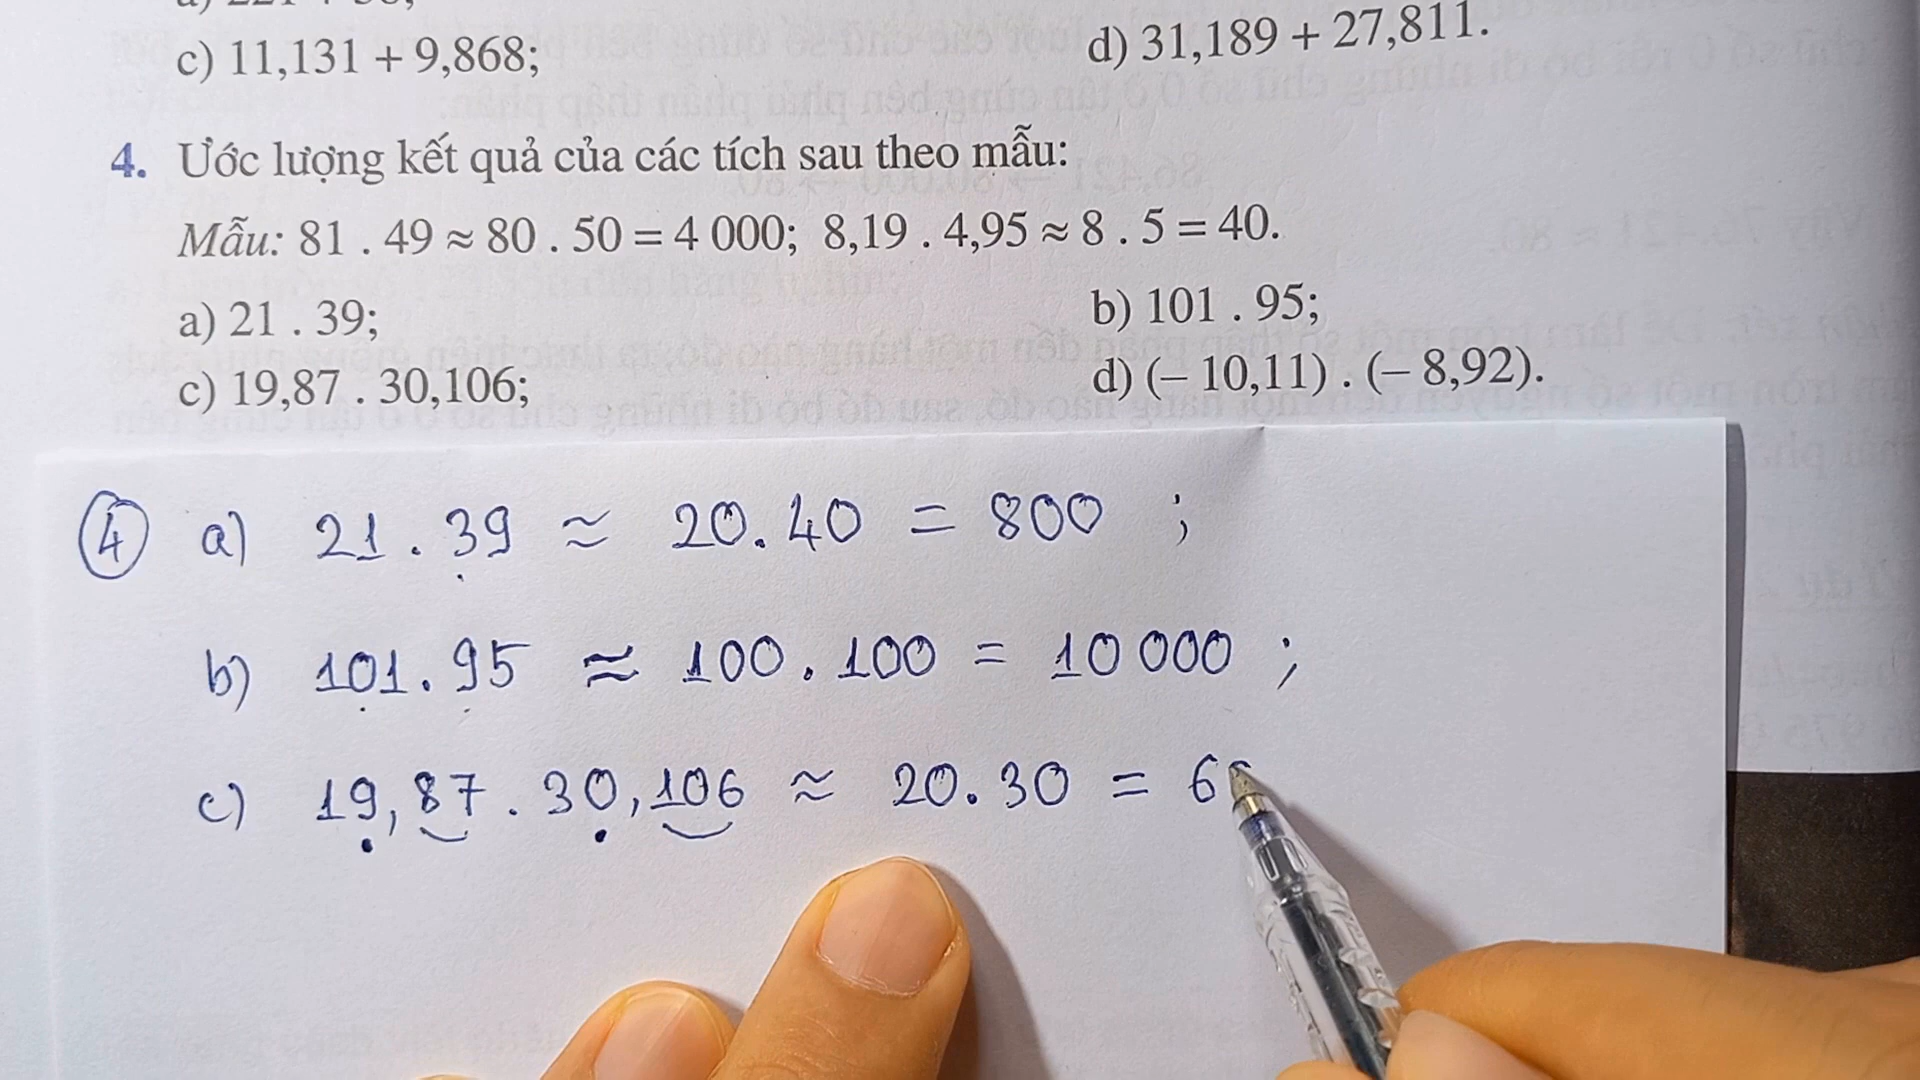 c) 11,131 + 9,868;
d) 31,189 + 27,811.
4. Ước lượng kết quả của các tích sau theo mẫu:
Mẫu: 81 . 49 ≈ 80 . 50 = 4 000; 8,19 . 4,95 ≈ 8 . 5 = 40.
a) 21 . 39;
b) 101 . 95;
c) 19,87 . 30,106;
d) (– 10,11) . (– 8,92).
4 a) 21 . 39 ≈ 20 . 40 = 800 ;
b) 101 . 95 ≈ 100 . 100 = 10 000 ;
c) 19,87 . 30,106 ≈ 20 . 30 = 6